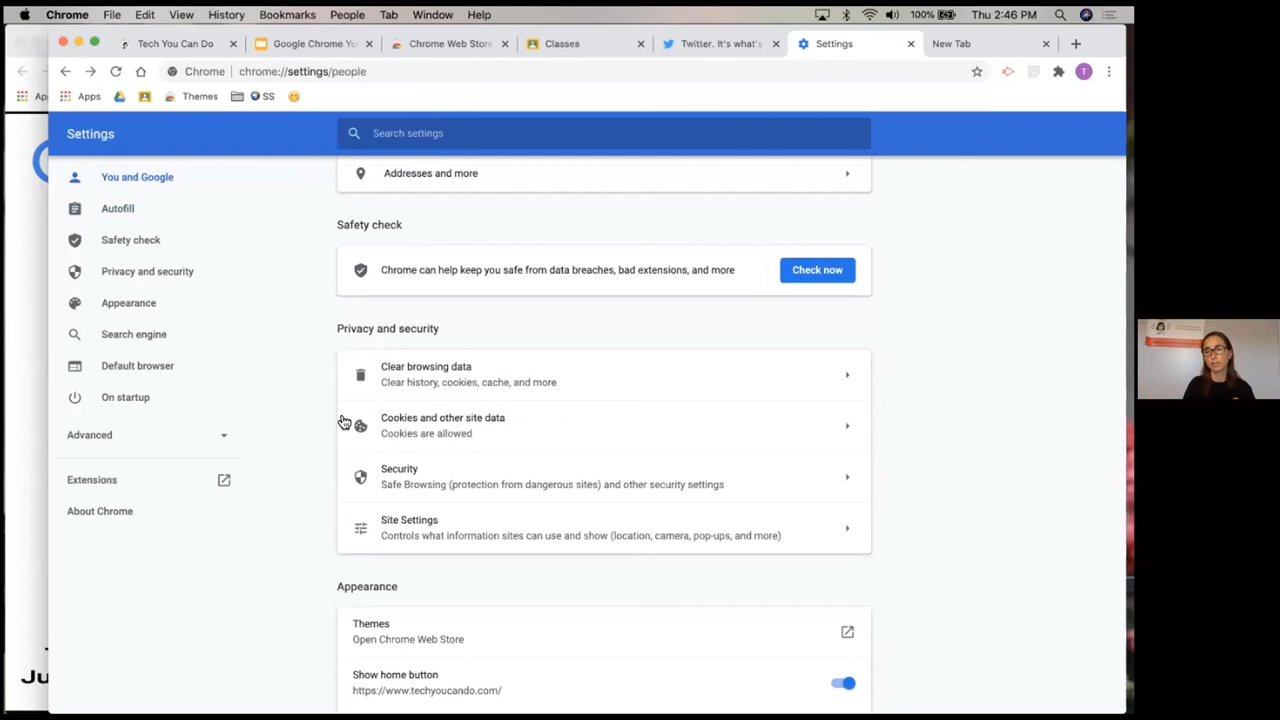 Chrome File Edit View History Bookmarks People Tab Window Help 100% Thu 2:46 PM
Tech You Can Do Google Chrome Yo Chrome Web Store Classes Twitter. It's what's Settings New Tab
Chrome chrome://settings/people T
Ap Apps Themes SS
Settings Search settings
You and Google
Autofill
Safety check
Privacy and security
Appearance
Search engine
Default browser
On startup
Advanced
Extensions
About Chrome
Addresses and more
Safety check
Chrome can help keep you safe from data breaches, bad extensions, and more Check now
Privacy and security
Clear browsing data
Clear history, cookies, cache, and more
Cookies and other site data
Cookies are allowed
Security
Safe Browsing (protection from dangerous sites) and other security settings
Site Settings
Controls what information sites can use and show (location, camera, pop-ups, and more)
Appearance
Themes
Open Chrome Web Store
Show home button
https://www.techyoucando.com/
Ju